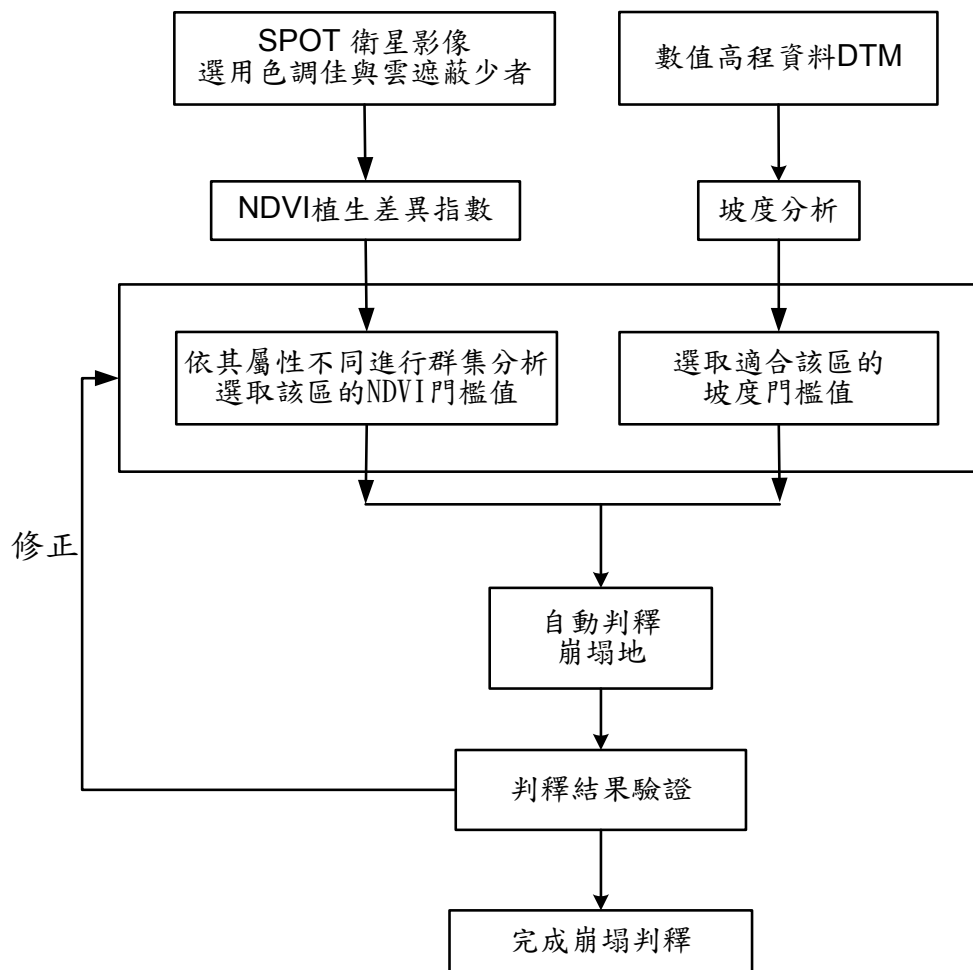 SPOT 衛星影像
選用色調佳與雲遮蔽少者
數值高程資料DTM
NDVI植生差異指數
坡度分析
依其屬性不同進行群集分析
選取該區的NDVI門檻值
選取適合該區的
坡度門檻值
修正
自動判釋
崩塌地
判釋結果驗證
完成崩塌判釋